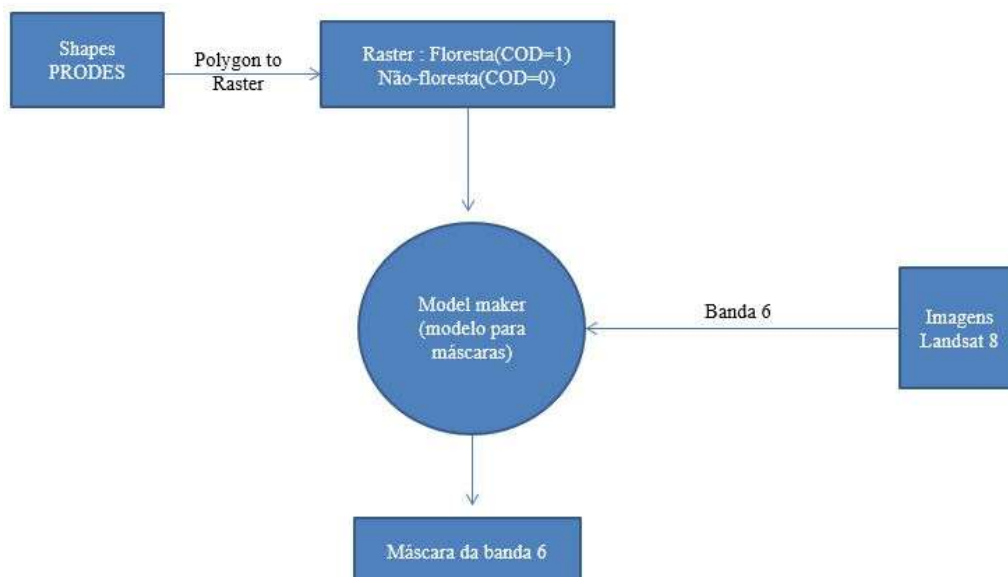 Shapes
PRODES
Polygon to
Raster
Raster : Floresta(COD=1)
Não-floresta(COD=0)
Model maker
(modelo para
máscaras)
Banda 6
Imagens
Landsat 8
Máscara da banda 6